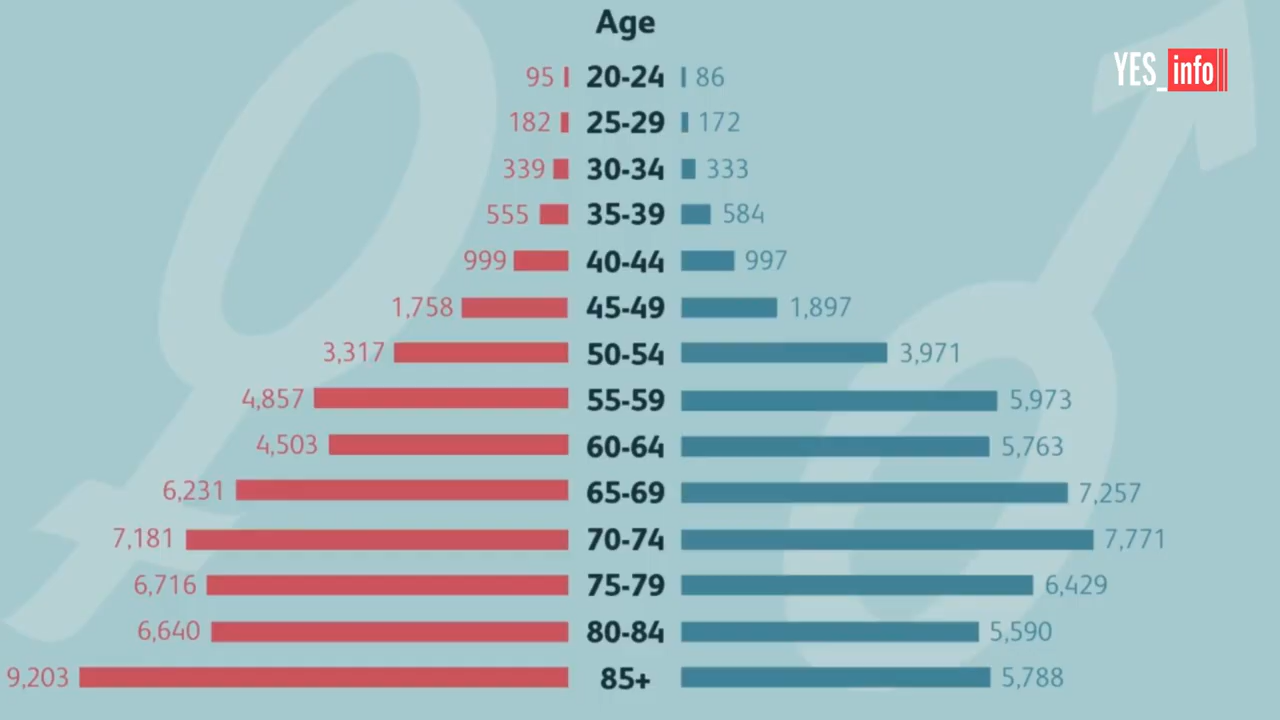 Age
YES_info
95 20-24 86
182 25-29 172
339 30-34 333
555 35-39 584
999 40-44 997
1,758 45-49 1,897
3,317 50-54 3,971
4,857 55-59 5,973
4,503 60-64 5,763
6,231 65-69 7,257
7,181 70-74 7,771
6,716 75-79 6,429
6,640 80-84 5,590
9,203 85+ 5,788